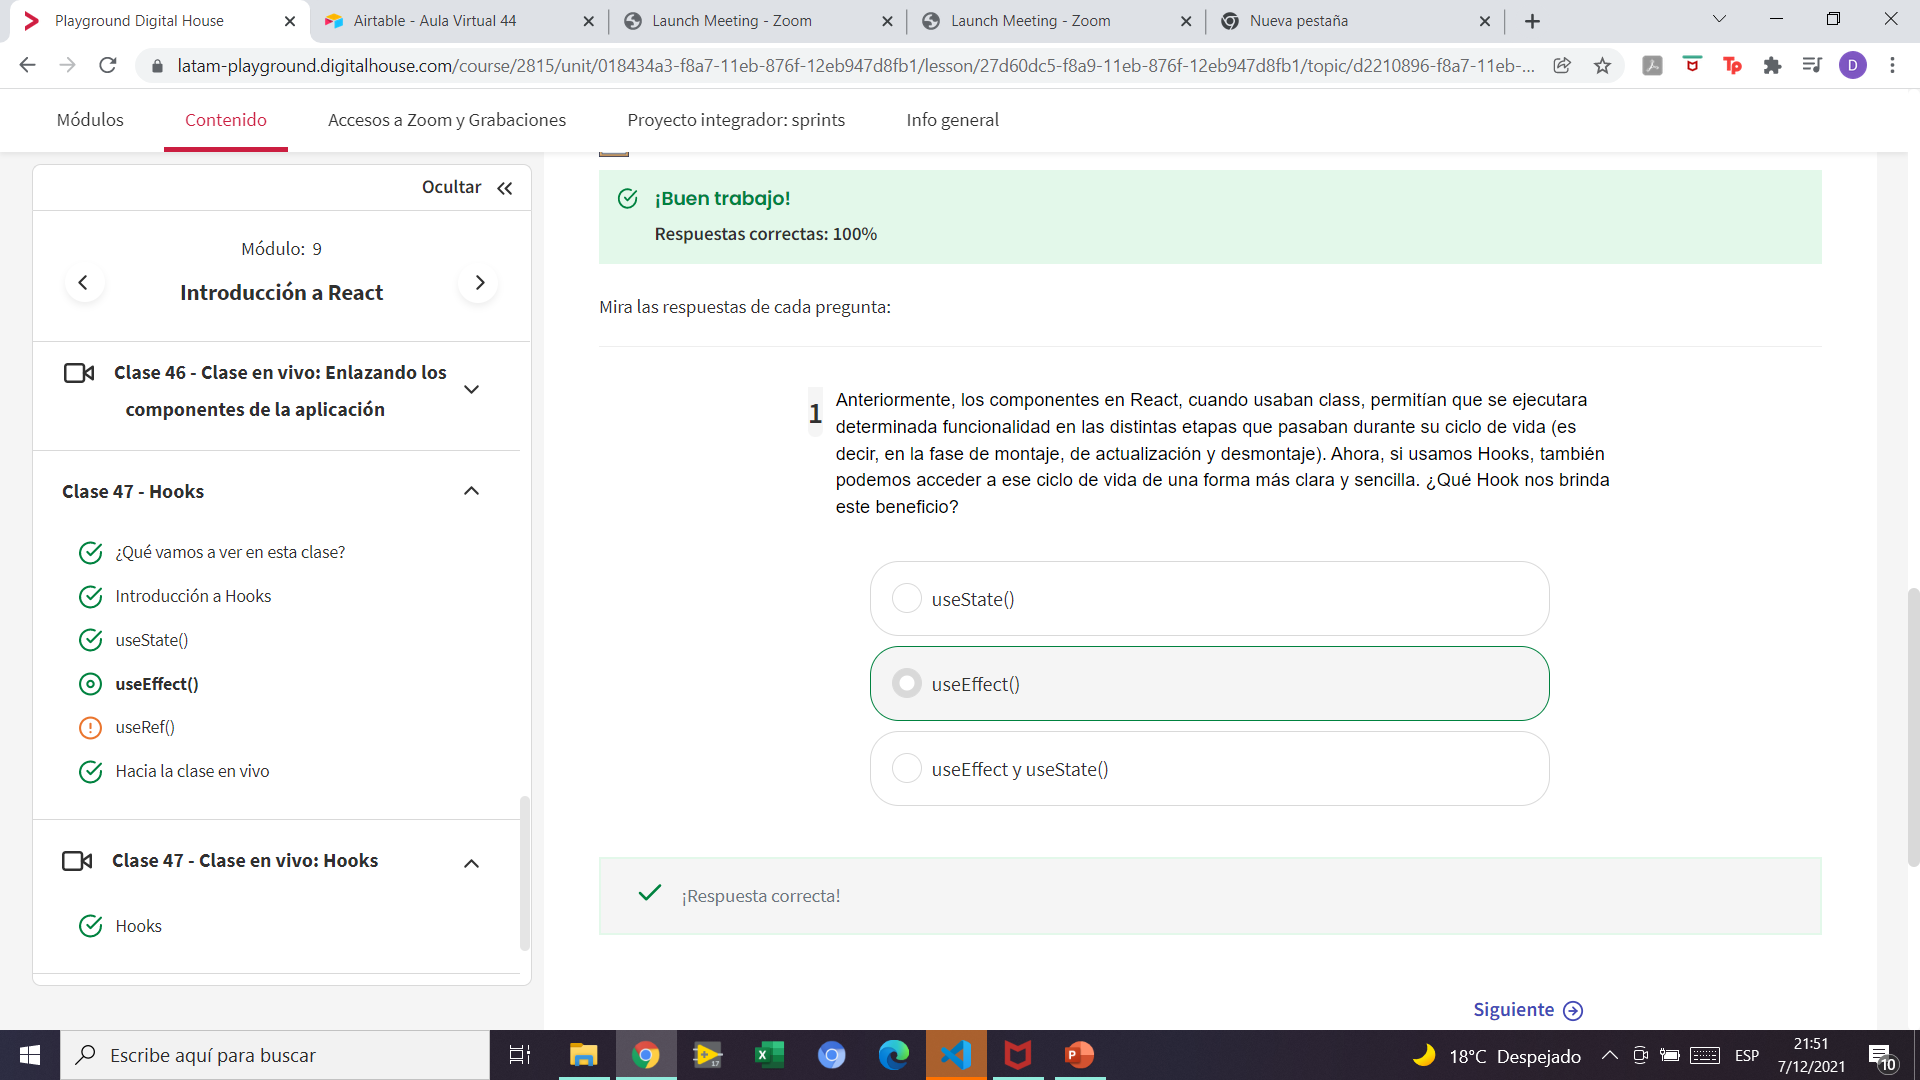 Playground Digital House
Airtable - Aula Virtual 44
Launch Meeting - Zoom
Launch Meeting - Zoom
Nueva pestaña
latam-playground.digitalhouse.com/course/2815/unit/018434a3-f8a7-11eb-876f-12eb947d8fb1/lesson/27d60dc5-f8a9-11eb-876f-12eb947d8fb1/topic/d2210896-f8a7-11eb-...
Tp
D
Módulos
Contenido
Accesos a Zoom y Grabaciones
Proyecto integrador: sprints
Info general
Ocultar
Módulo: 9
Introducción a React
Clase 46 - Clase en vivo: Enlazando los
componentes de la aplicación
Clase 47 - Hooks
¿Qué vamos a ver en esta clase?
Introducción a Hooks
useState()
useEffect()
useRef()
Hacia la clase en vivo
Clase 47 - Clase en vivo: Hooks
Hooks
¡Buen trabajo!
Respuestas correctas: 100%
Mira las respuestas de cada pregunta:
1
Anteriormente, los componentes en React, cuando usaban class, permitían que se ejecutara
determinada funcionalidad en las distintas etapas que pasaban durante su ciclo de vida (es
decir, en la fase de montaje, de actualización y desmontaje). Ahora, si usamos Hooks, también
podemos acceder a ese ciclo de vida de una forma más clara y sencilla. ¿Qué Hook nos brinda
este beneficio?
useState()
useEffect()
useEffect y useState()
¡Respuesta correcta!
Siguiente
Escribe aquí para buscar
18°C Despejado
ESP
21:51
7/12/2021
10